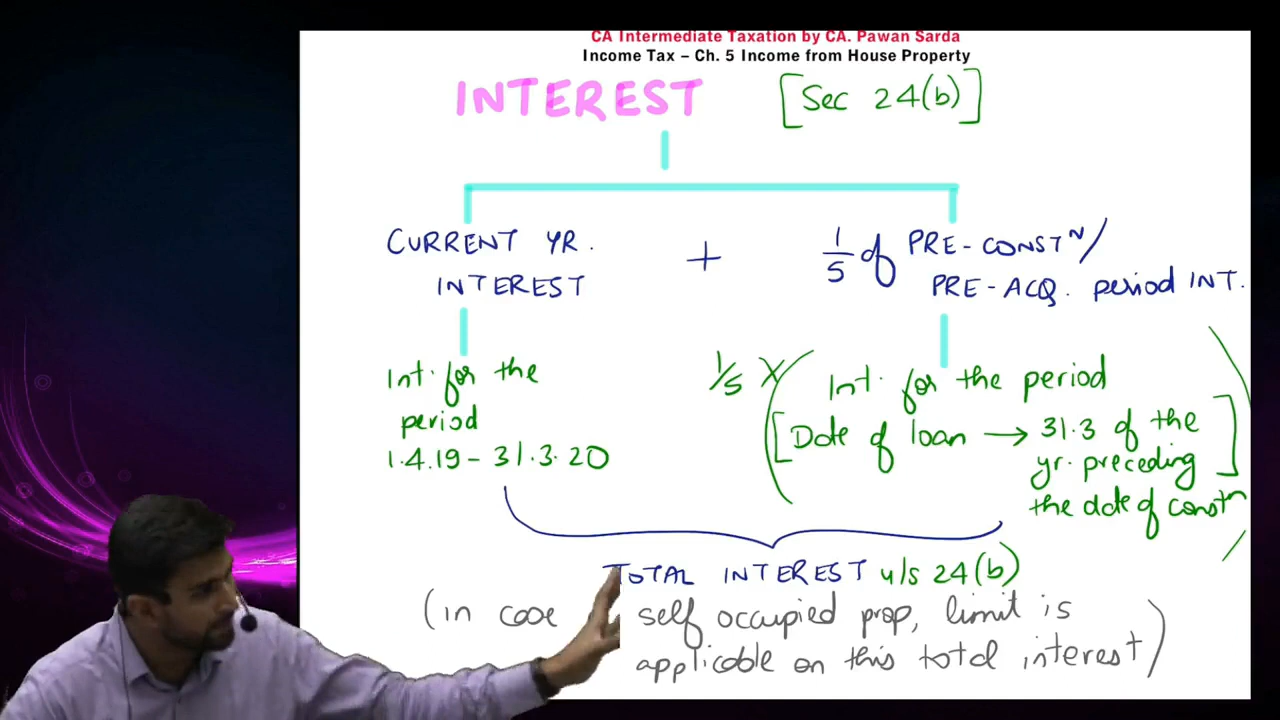 CA Intermediate Taxation by CA. Pawan Sarda
Income Tax – Ch. 5 Income from House Property
INTEREST [Sec 24(b)]
CURRENT YR.
INTEREST
+
1/5 of PRE-CONSTᴺ/
PRE-ACQ. period INT.
Int. for the
period
1.4.19 - 31.3.20
1/5 X ( Int. for the period
[Date of loan → 31.3 of the
yr. preceding
the date of constⁿ] )
TOTAL INTEREST u/s 24(b)
(in case self occupied prop, limit is
applicable on this total interest)